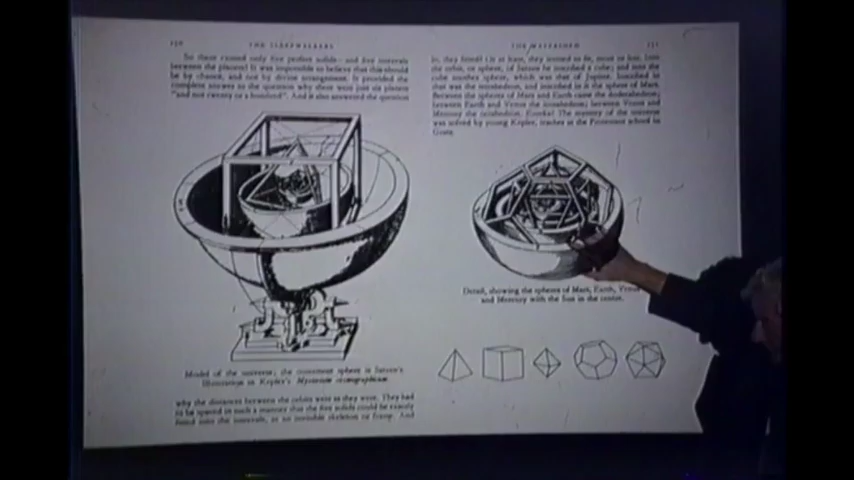 250 THE SLEEPWALKERS
So there existed only five perfect solids—and five intervals
between the planets! It was impossible to believe that this should
be by chance, and not by divine arrangement. It provided the
complete answer to the question why there were just six planets
"and not twenty or a hundred". And it also answered the question
Model of the universe; the outermost sphere is Saturn's
Illustration in Kepler's Mysterium Cosmographicum
why the distances between the orbits were as they were. They had
to be spaced in such a manner that the five solids could be exactly
fitted into the intervals, as an invisible skeleton or frame. And
THE WATERSHED 251
lo, they fitted! Or at least, they seemed to fit, more or less. Into
the orbit, or sphere, of Saturn he inscribed a cube; and into the
cube another sphere, which was that of Jupiter. Inscribed in
that was the tetrahedron, and inscribed in it the sphere of Mars.
Between the spheres of Mars and Earth came the dodecahedron;
between Earth and Venus the icosahedron; between Venus and
Mercury the octahedron. Eureka! The mystery of the universe
was solved by young Kepler, teacher at the Protestant school in
Detail, showing the spheres of Mars, Earth, Venus
and Mercury with the Sun in the centre.